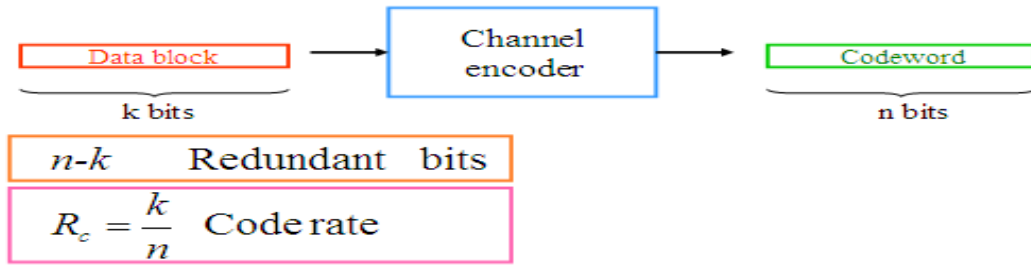 Data block
Channel
encoder
Codeword
k bits
n bits
n-k Redundant bits
R_c = k/n Code rate